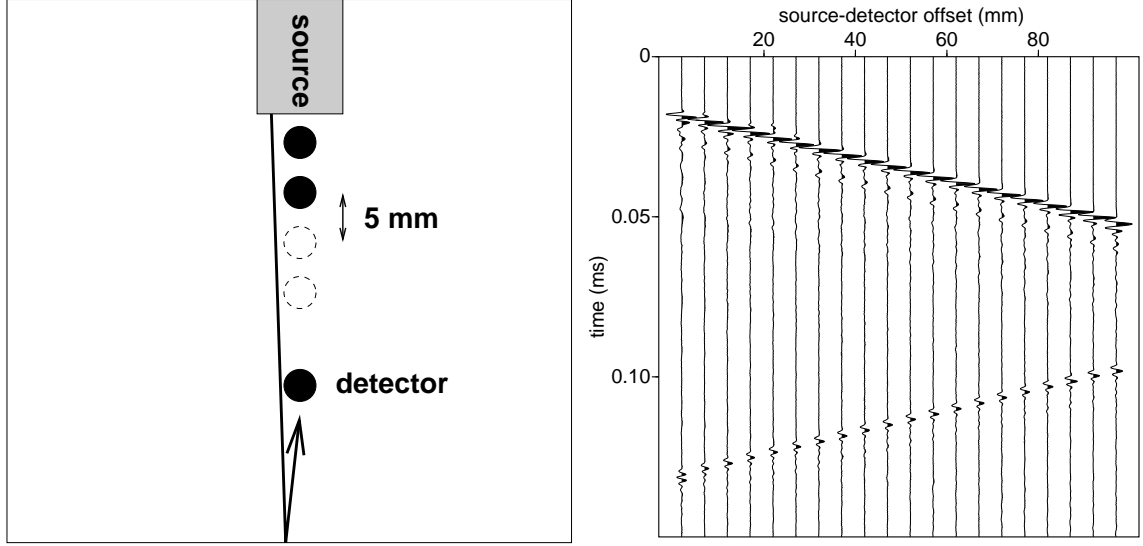 source
5 mm
detector
source-detector offset (mm)
20 40 60 80
0
0.05
0.10
time (ms)